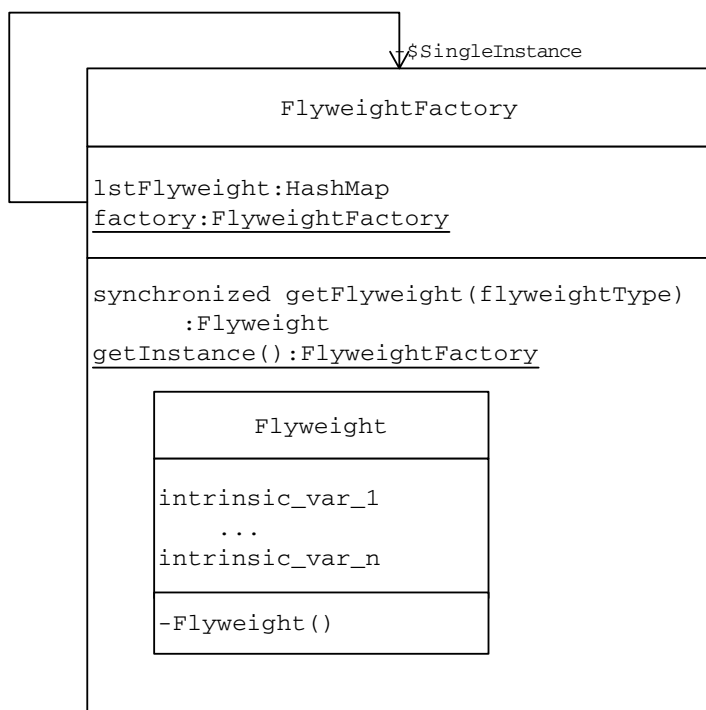 -$SingleInstance
FlyweightFactory
lstFlyweight:HashMap
factory:FlyweightFactory
synchronized getFlyweight(flyweightType)
:Flyweight
getInstance():FlyweightFactory
Flyweight
intrinsic_var_1
...
intrinsic_var_n
-Flyweight()